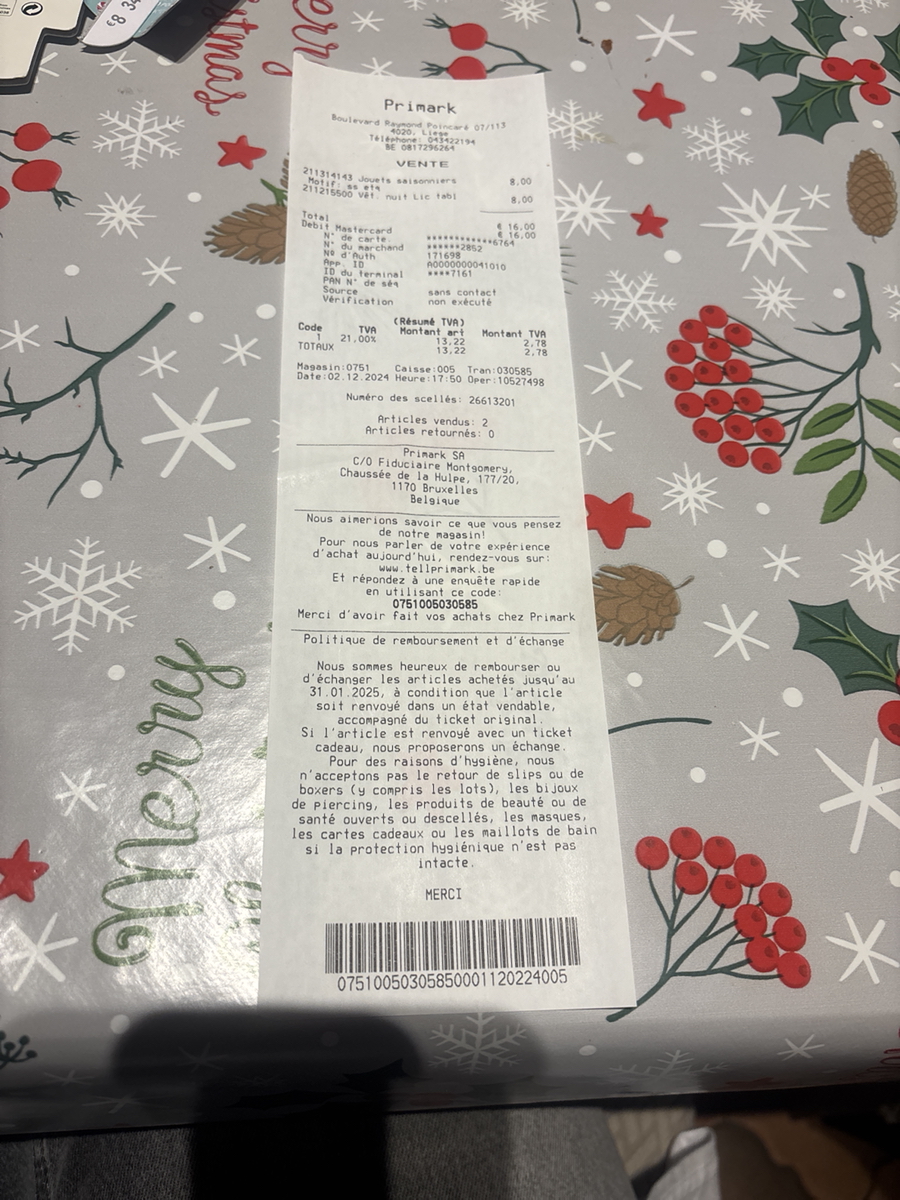 €8
Merry
stmas
Primark
Boulevard Raymond Poincaré 07/113
4020, Liege
Téléphone: 043422194
BE 0817296264
VENTE
211314143 Jouets saisonniers 8,00
Motif: ss etq
211215500 Vêt. nuit Lic tabl 8,00
Total € 16,00
Debit Mastercard € 16,00
N° de carte ************6764
N° du marchand ******2852
Nº d'Auth 171698
App. ID A0000000041010
ID du terminal ****7161
PAN N° de séq
Source sans contact
Vérification non exécuté
(Résumé TVA)
Code TVA Montant art Montant TVA
1 21,00% 13,22 2,78
TOTAUX 13,22 2,78
Magasin:0751 Caisse:005 Tran:030585
Date:02.12.2024 Heure:17:50 Oper:10527498
Numéro des scellés: 26613201
Articles vendus: 2
Articles retournés: 0
Primark SA
C/O Fiduciaire Montgomery,
Chaussée de la Hulpe, 177/20,
1170 Bruxelles
Belgique
Nous aimerions savoir ce que vous pensez
de notre magasin!
Pour nous parler de votre expérience
d'achat aujourd'hui, rendez-vous sur:
www.tellprimark.be
Et répondez à une enquête rapide
en utilisant ce code:
0751005030585
Merci d'avoir fait vos achats chez Primark
Politique de remboursement et d'échange
Nous sommes heureux de rembourser ou
d'échanger les articles achetés jusqu'au
31.01.2025, à condition que l'article
soit renvoyé dans un état vendable,
accompagné du ticket original.
Si l'article est renvoyé avec un ticket
cadeau, nous proposerons un échange.
Pour des raisons d'hygiène, nous
n'acceptons pas le retour de slips ou de
boxers (y compris les lots), les bijoux
de piercing, les produits de beauté ou de
santé ouverts ou descellés, les masques,
les cartes cadeaux ou les maillots de bain
si la protection hygiénique n'est pas
intacte.
MERCI
07510050305850001120224005
Merry